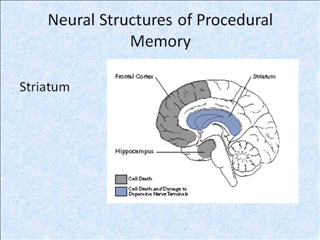 Neural Structures of Procedural
Memory
Striatum
Frontal Cortex
Striatum
Hippocampus
Cell Death
Cell Death and Damage to
Dopamine Nerve Terminals